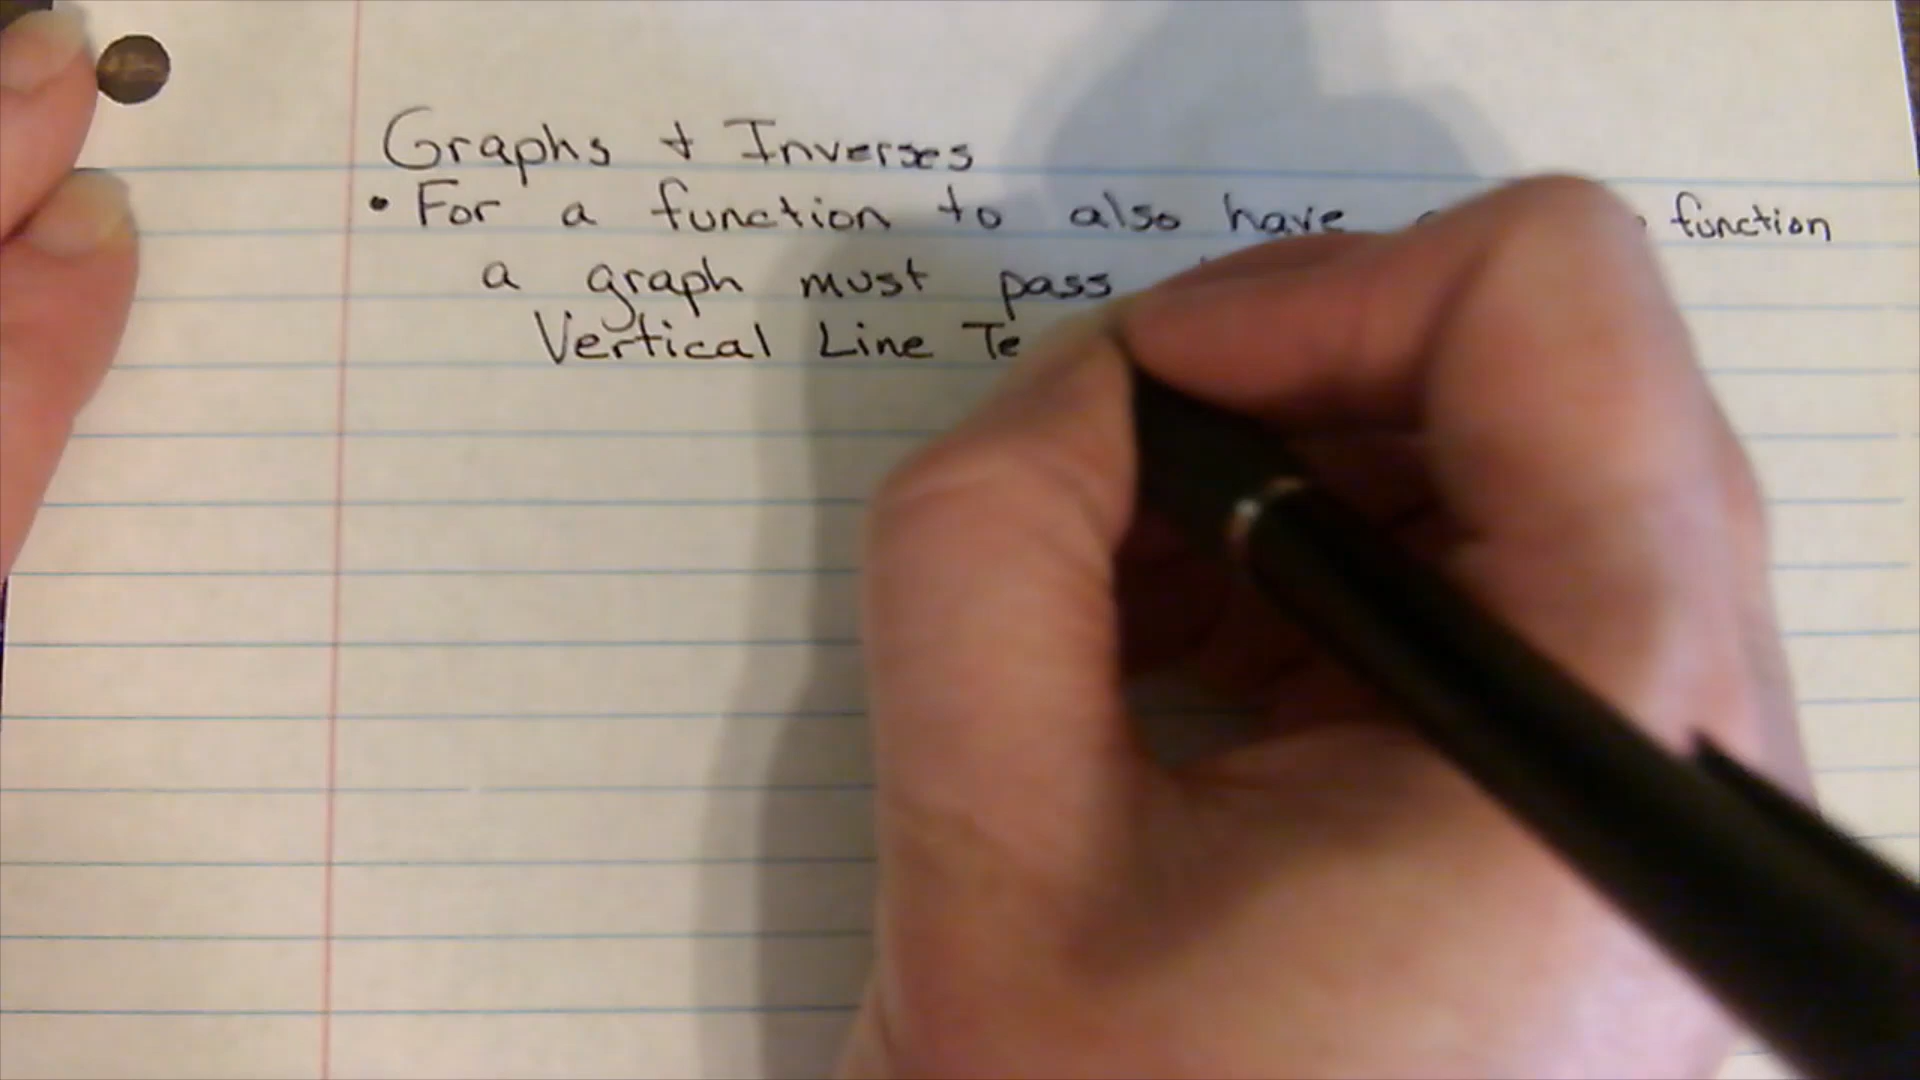 Graphs + Inverses
• For a function to also have function
a graph must pass
Vertical Line Te